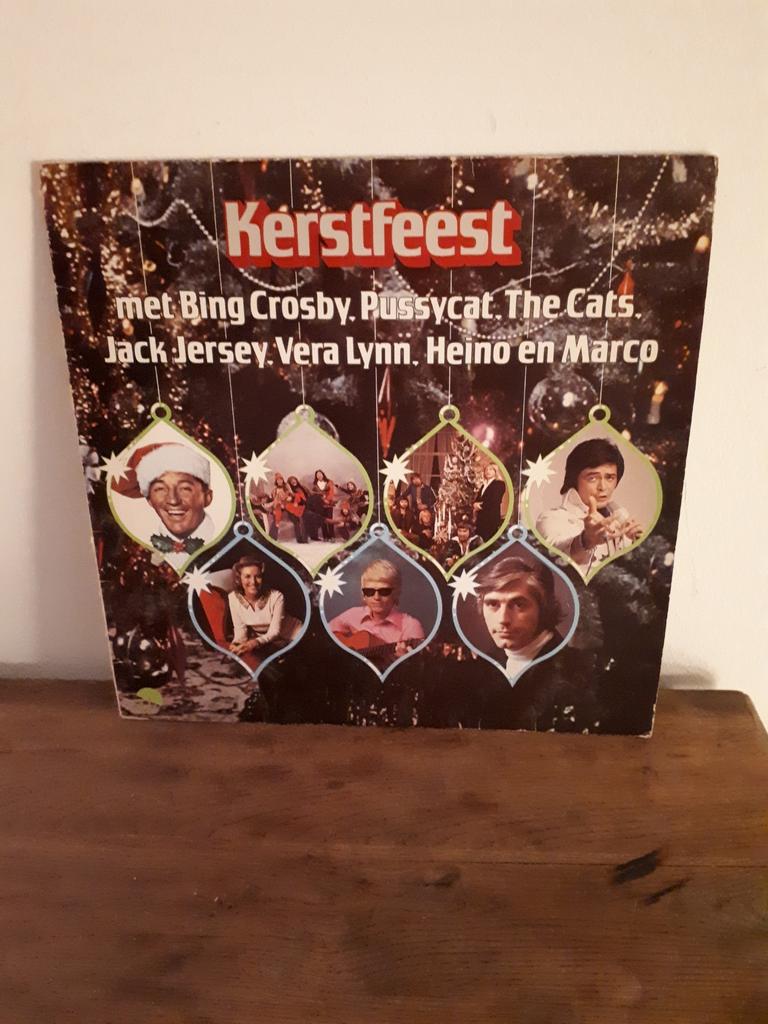 Kerstfeest
met Bing Crosby, Pussycat, The Cats,
Jack Jersey, Vera Lynn, Heino en Marco